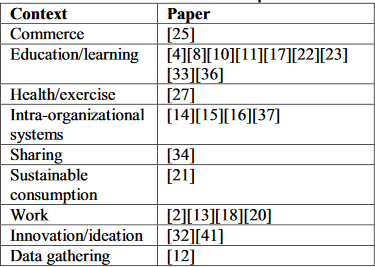 Context Paper
Commerce [25]
Education/learning [4][8][10][11][17][22][23]
[33][36]
Health/exercise [27]
Intra-organizational [14][15][16][37]
systems
Sharing [34]
Sustainable [21]
consumption
Work [2][13][18][20]
Innovation/ideation [32][41]
Data gathering [12]